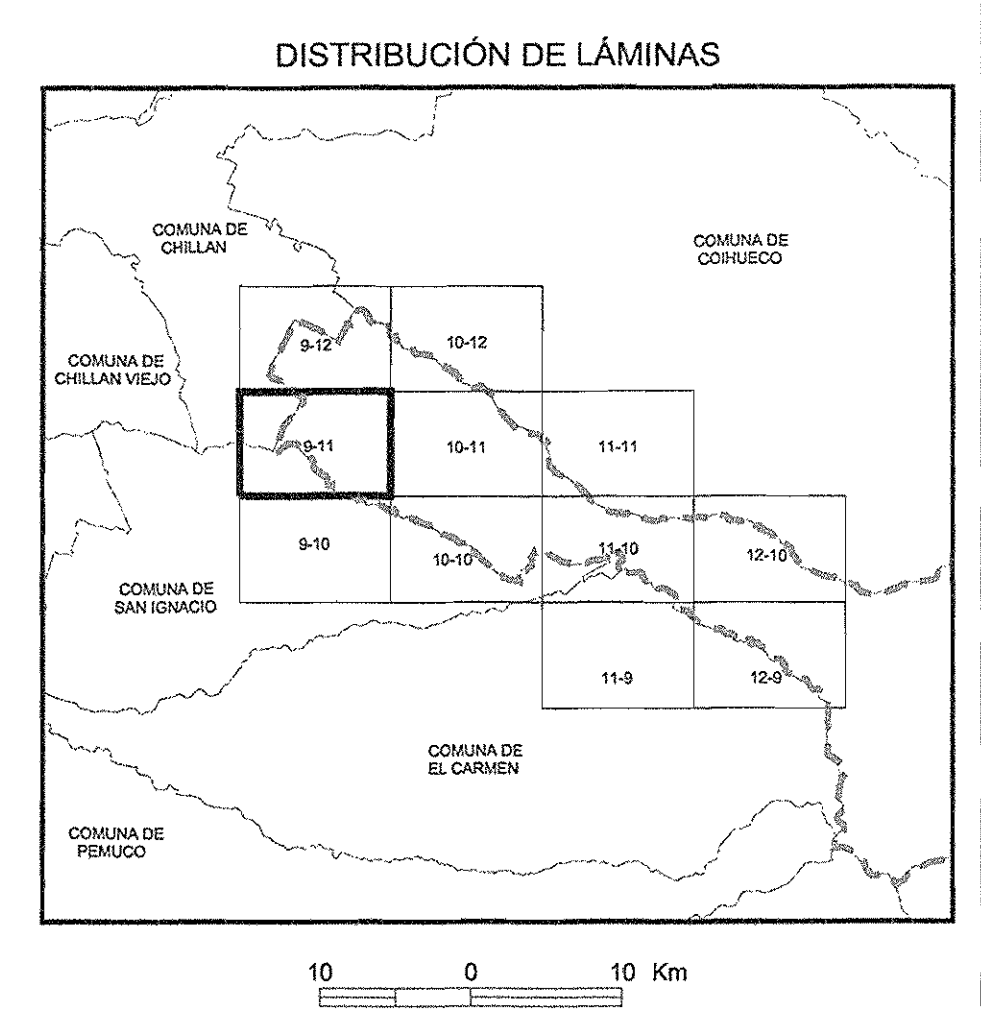 DISTRIBUCIÓN DE LÁMINAS
COMUNA DE
CHILLAN
COMUNA DE
COIHUECO
9-12
10-12
COMUNA DE
CHILLAN VIEJO
9-11
10-11
11-11
9-10
10-10
11-10
12-10
COMUNA DE
SAN IGNACIO
11-9
12-9
COMUNA DE
EL CARMEN
COMUNA DE
PEMUCO
10 0 10 Km